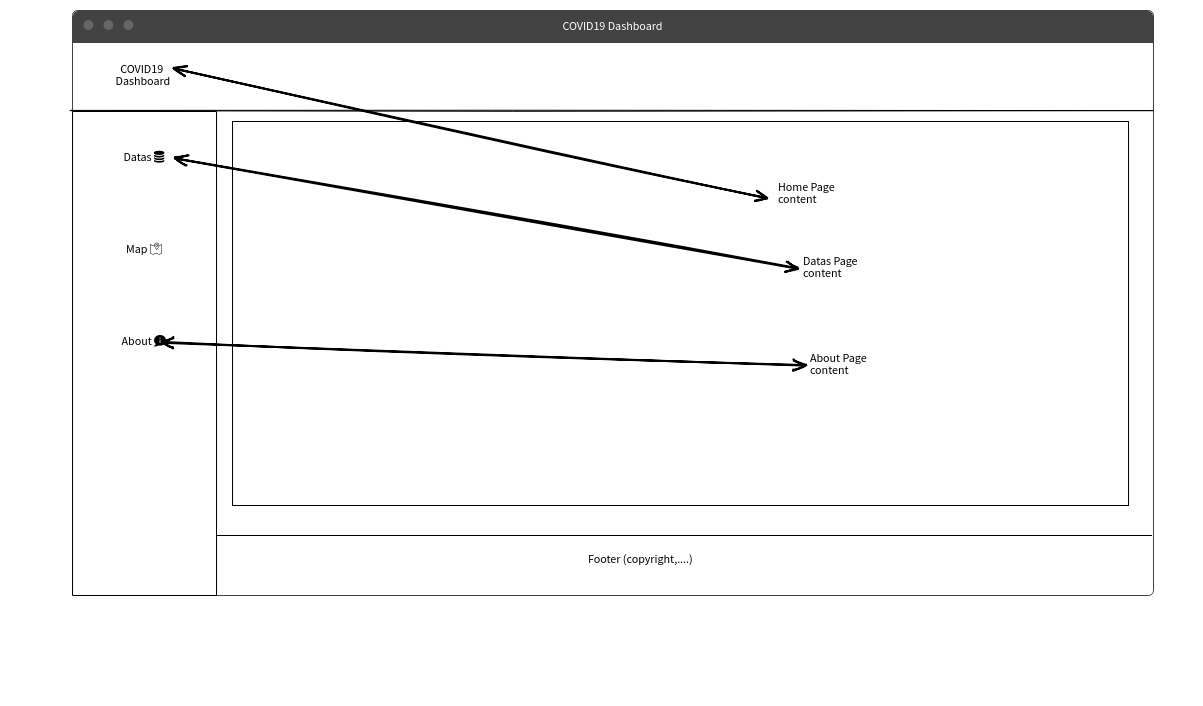 COVID19 Dashboard
COVID19
Dashboard
Datas
Home Page
content
Map
Datas Page
content
About
About Page
content
Footer (copyright,....)